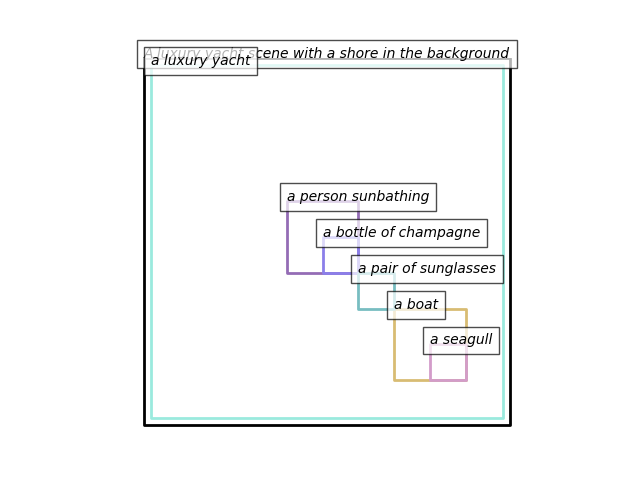 A luxury yacht scene with a shore in the background
a luxury yacht
a person sunbathing
a bottle of champagne
a pair of sunglasses
a boat
a seagull